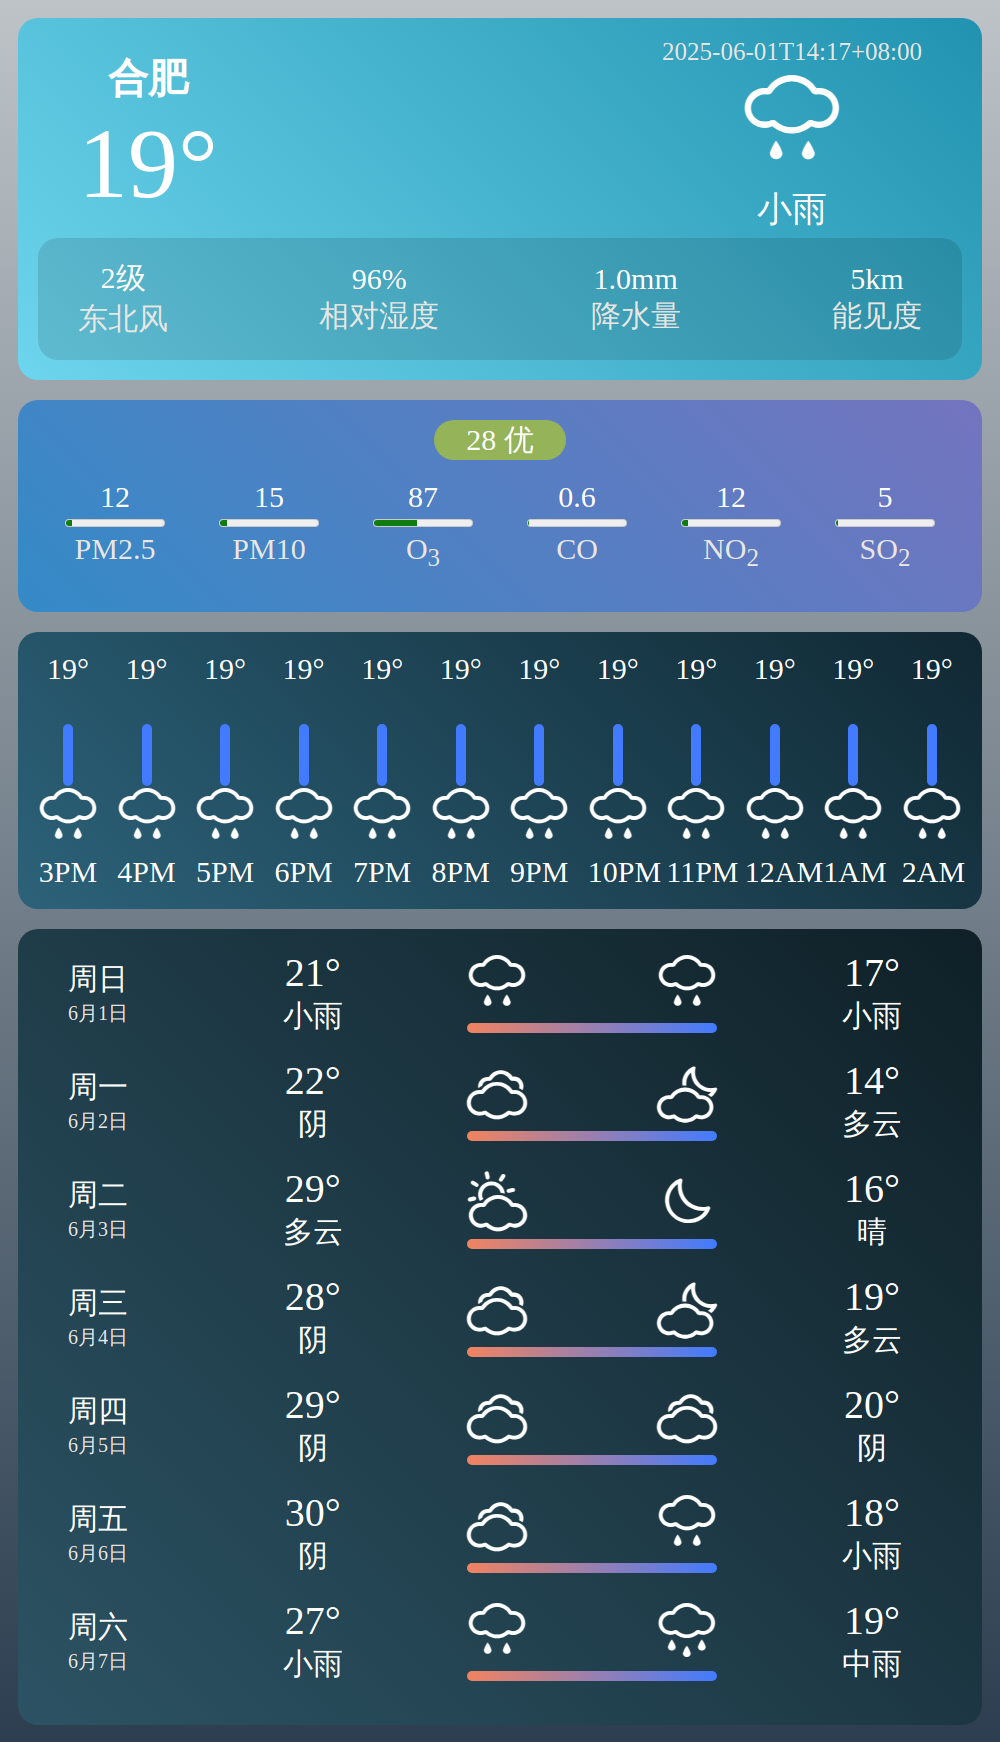 合肥
19°
2025-06-01T14:17+08:00
小雨
2级 96% 1.0mm 5km
东北风 相对湿度 降水量 能见度
28 优
12 15 87 0.6 12 5
PM2.5 PM10 O3 CO NO2 SO2
19° 19° 19° 19° 19° 19° 19° 19° 19° 19° 19° 19°
3PM 4PM 5PM 6PM 7PM 8PM 9PM 10PM 11PM 12AM 1AM 2AM
周日 21° 17°
6月1日 小雨 小雨
周一 22° 14°
6月2日 阴 多云
周二 29° 16°
6月3日 多云 晴
周三 28° 19°
6月4日 阴 多云
周四 29° 20°
6月5日 阴 阴
周五 30° 18°
6月6日 阴 小雨
周六 27° 19°
6月7日 小雨 中雨